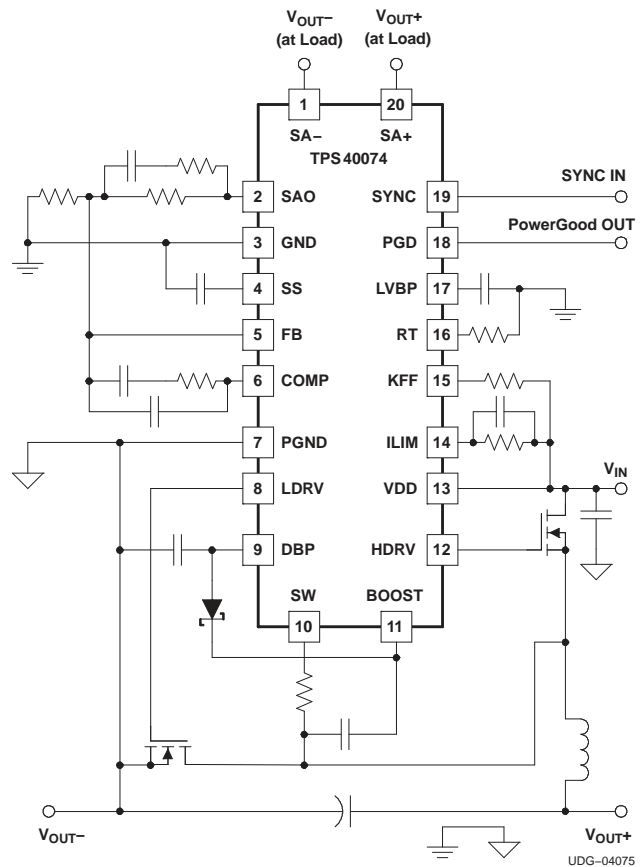 VOUT− VOUT+
(at Load) (at Load)
1 20
SA− SA+
TPS40074
2 SAO SYNC 19 SYNC IN
3 GND PGD 18 PowerGood OUT
4 SS LVBP 17
5 FB RT 16
6 COMP KFF 15
7 PGND ILIM 14
8 LDRV VDD 13 VIN
9 DBP HDRV 12
SW BOOST
10 11
VOUT− VOUT+
UDG−04075